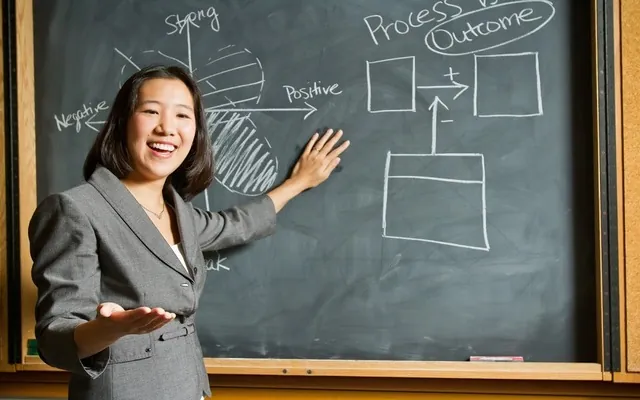 Strong
Process vs
Outcome
Positive
Negative
+
-